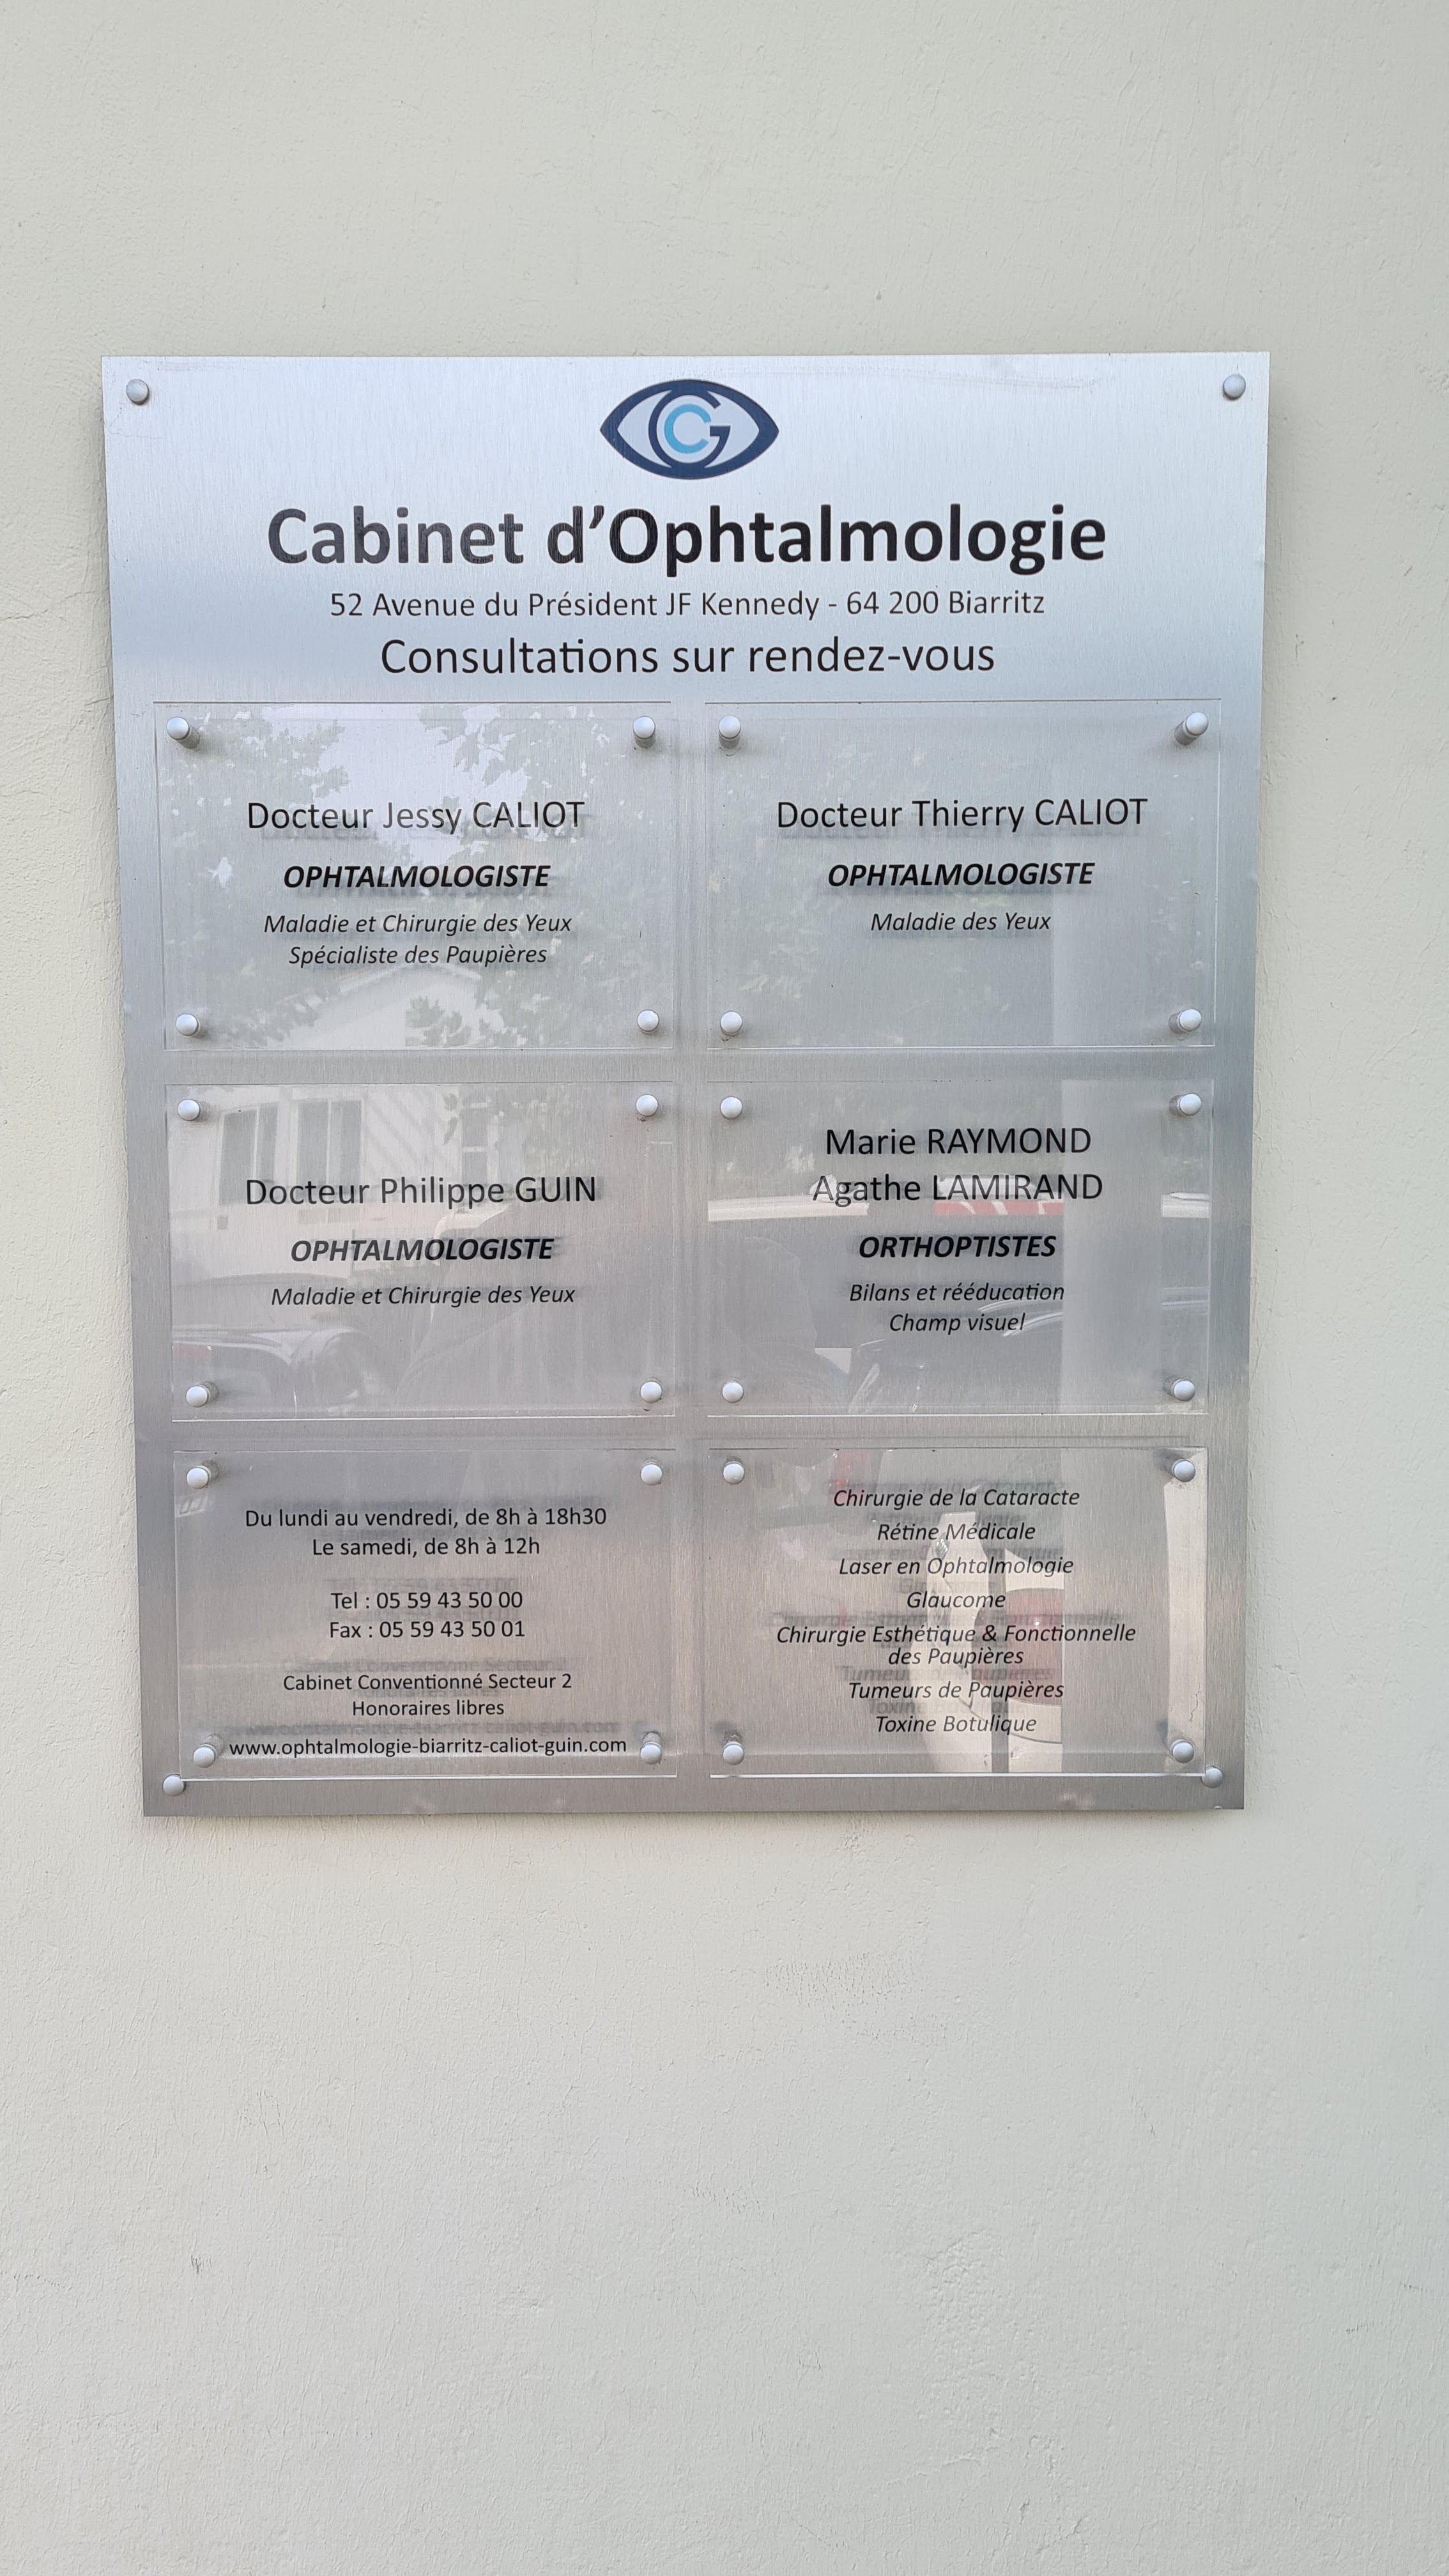 CG
Cabinet d'Ophtalmologie
52 Avenue du Président JF Kennedy - 64 200 Biarritz
Consultations sur rendez-vous
Docteur Jessy CALIOT
OPHTALMOLOGISTE
Maladie et Chirurgie des Yeux
Spécialiste des Paupières
Docteur Thierry CALIOT
OPHTALMOLOGISTE
Maladie des Yeux
Docteur Philippe GUIN
OPHTALMOLOGISTE
Maladie et Chirurgie des Yeux
Marie RAYMOND
Agathe LAMIRAND
ORTHOPTISTES
Bilans et rééducation
Champ visuel
Du lundi au vendredi, de 8h à 18h30
Le samedi, de 8h à 12h
Tel : 05 59 43 50 00
Fax : 05 59 43 50 01
Cabinet Conventionné Secteur 2
Honoraires libres
www.ophtalmologie-biarritz-caliot-guin.com
Chirurgie de la Cataracte
Rétine Médicale
Laser en Ophtalmologie
Glaucome
Chirurgie Esthétique & Fonctionnelle
des Paupières
Tumeurs de Paupières
Toxine Botulique